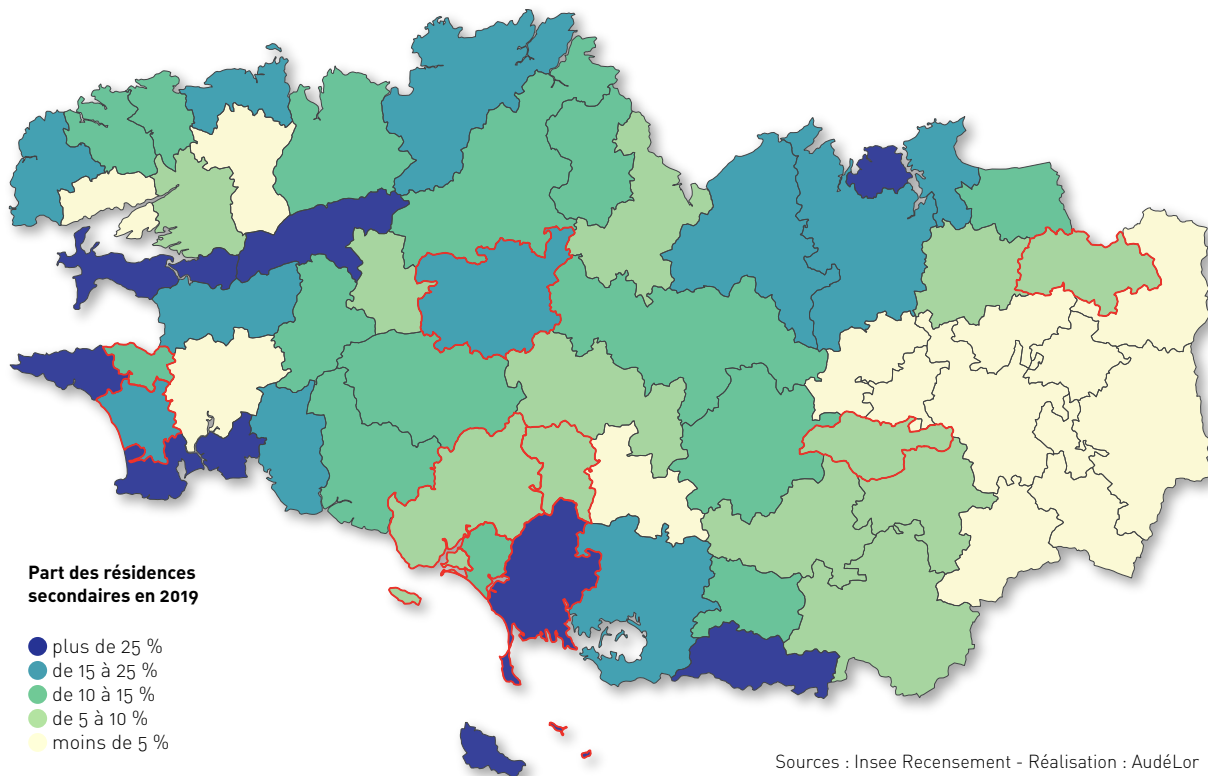 Part des résidences
secondaires en 2019
plus de 25 %
de 15 à 25 %
de 10 à 15 %
de 5 à 10 %
moins de 5 %
Sources : Insee Recensement - Réalisation : AudéLor